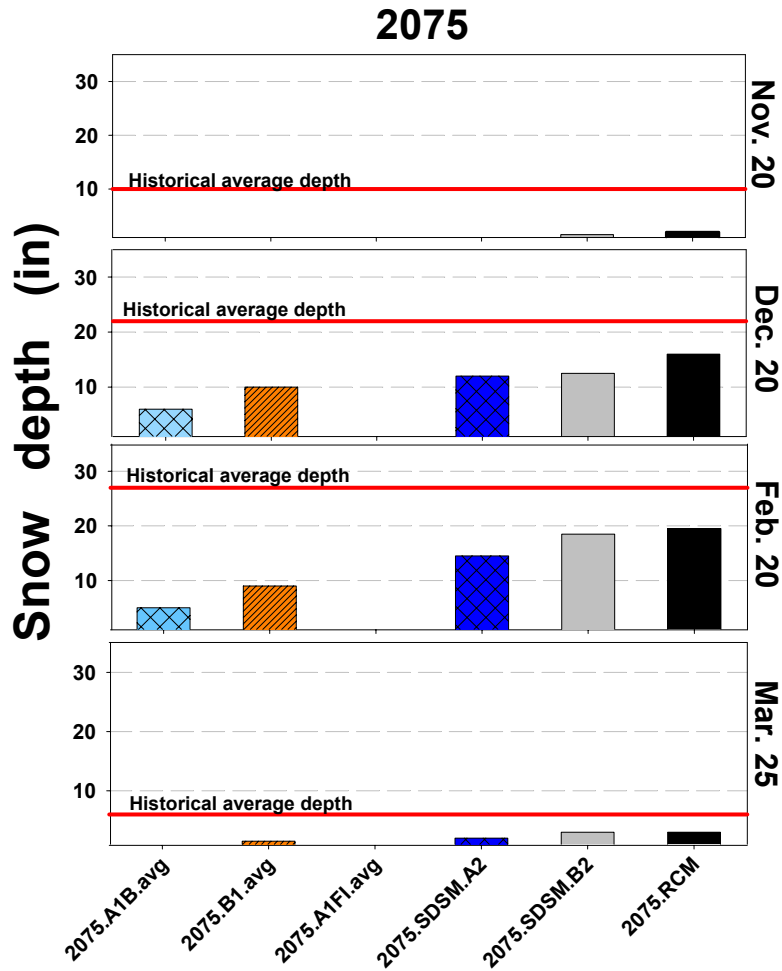 2075
Snow depth (in)
30
20
10
Historical average depth
Nov. 20
30
20
10
Historical average depth
Dec. 20
30
20
10
Historical average depth
Feb. 20
30
20
10
Historical average depth
Mar. 25
2075.A1B.avg
2075.B1.avg
2075.A1FI.avg
2075.SDSM.A2
2075.SDSM.B2
2075.RCM